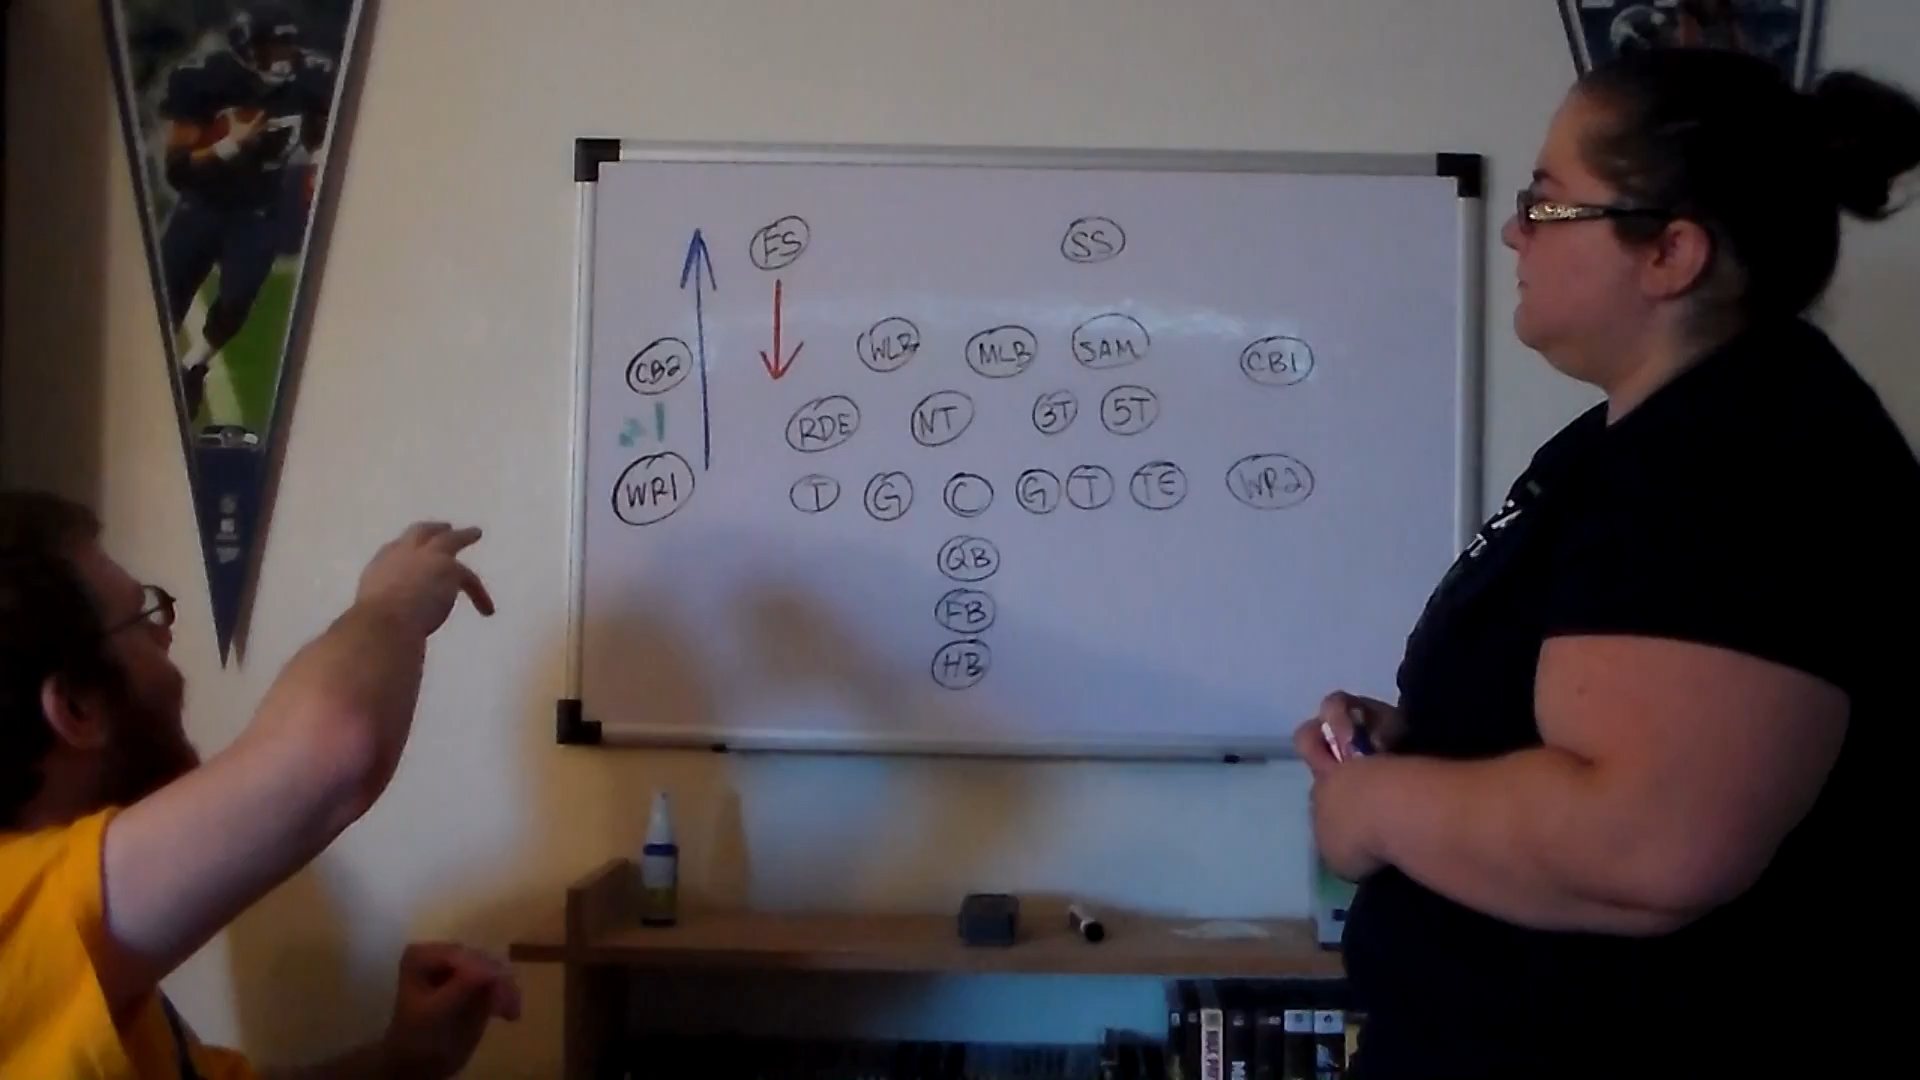 FS SS
WLB MLB SAM
CB2 CB1
RDE NT 3T 5T
WR1 T G C G T TE WR2
QB
FB
HB